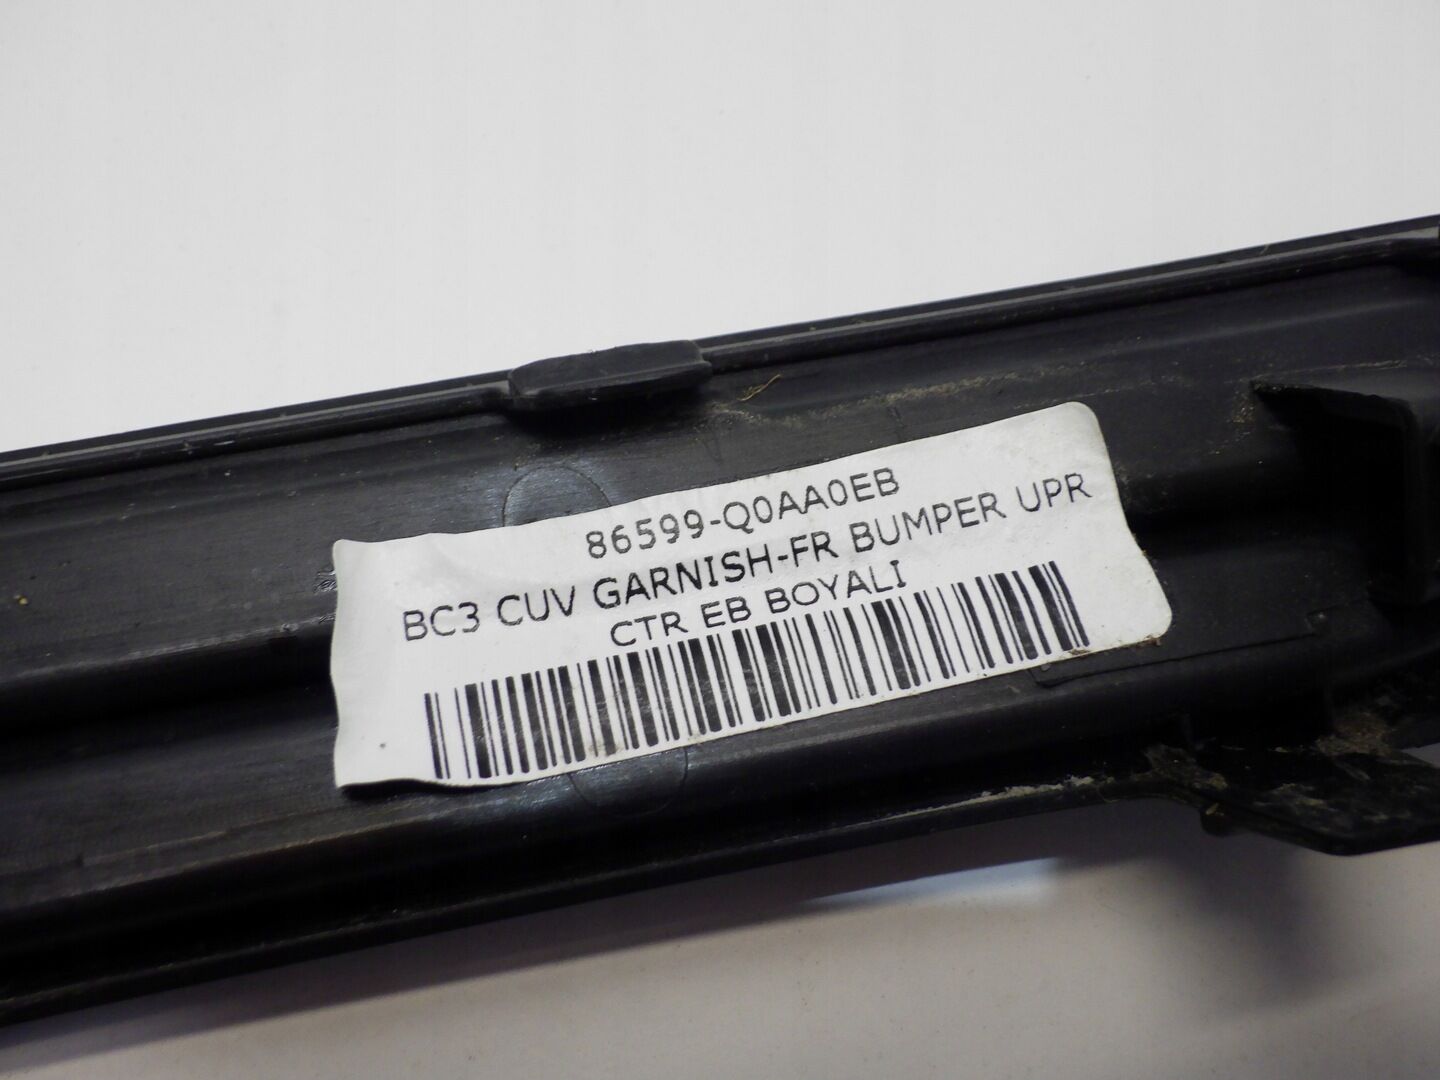 86599-Q0AA0EB
BC3 CUV GARNISH-FR BUMPER UPR
CTR EB BOYALI